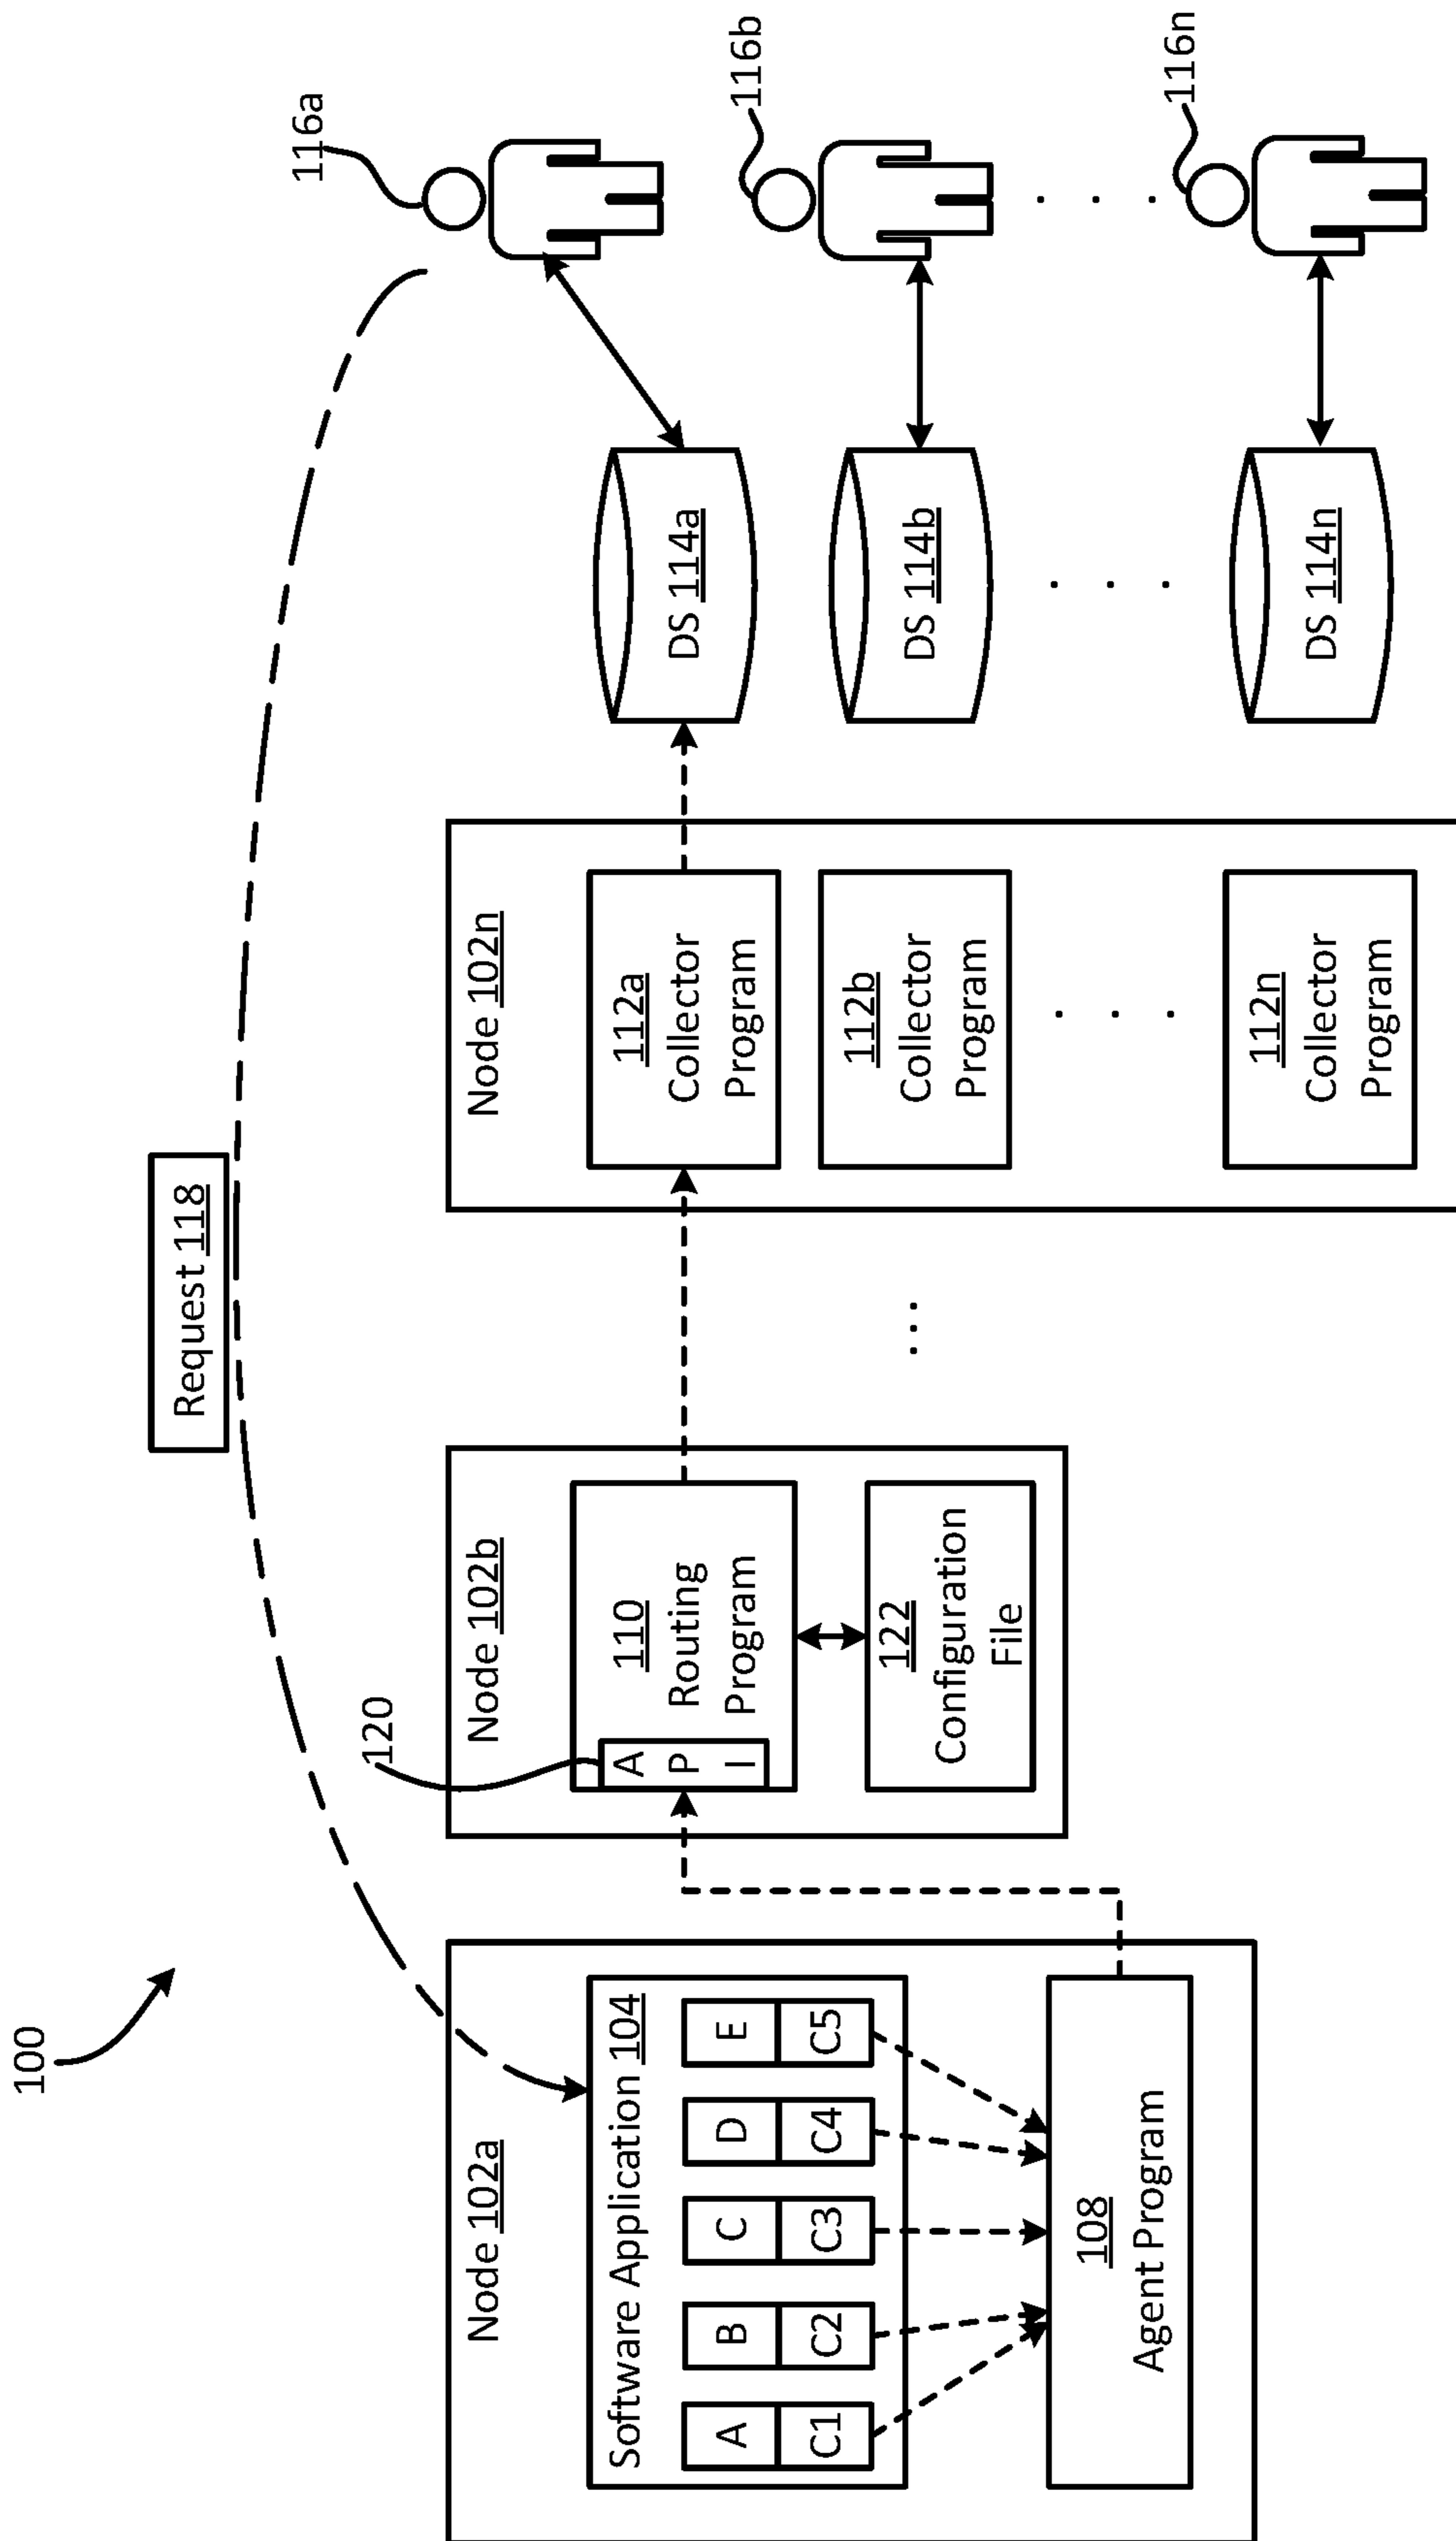 100
Request 118
116a
116b
116n
Node 102a
Software Application 104
A
B
C
D
E
C1
C2
C3
C4
C5
108
Agent Program
Node 102b
120
A
P
I
110
Routing
Program
122
Configuration
File
...
Node 102n
112a
Collector
Program
112b
Collector
Program
. . .
112n
Collector
Program
DS 114a
DS 114b
. . .
DS 114n
. . .